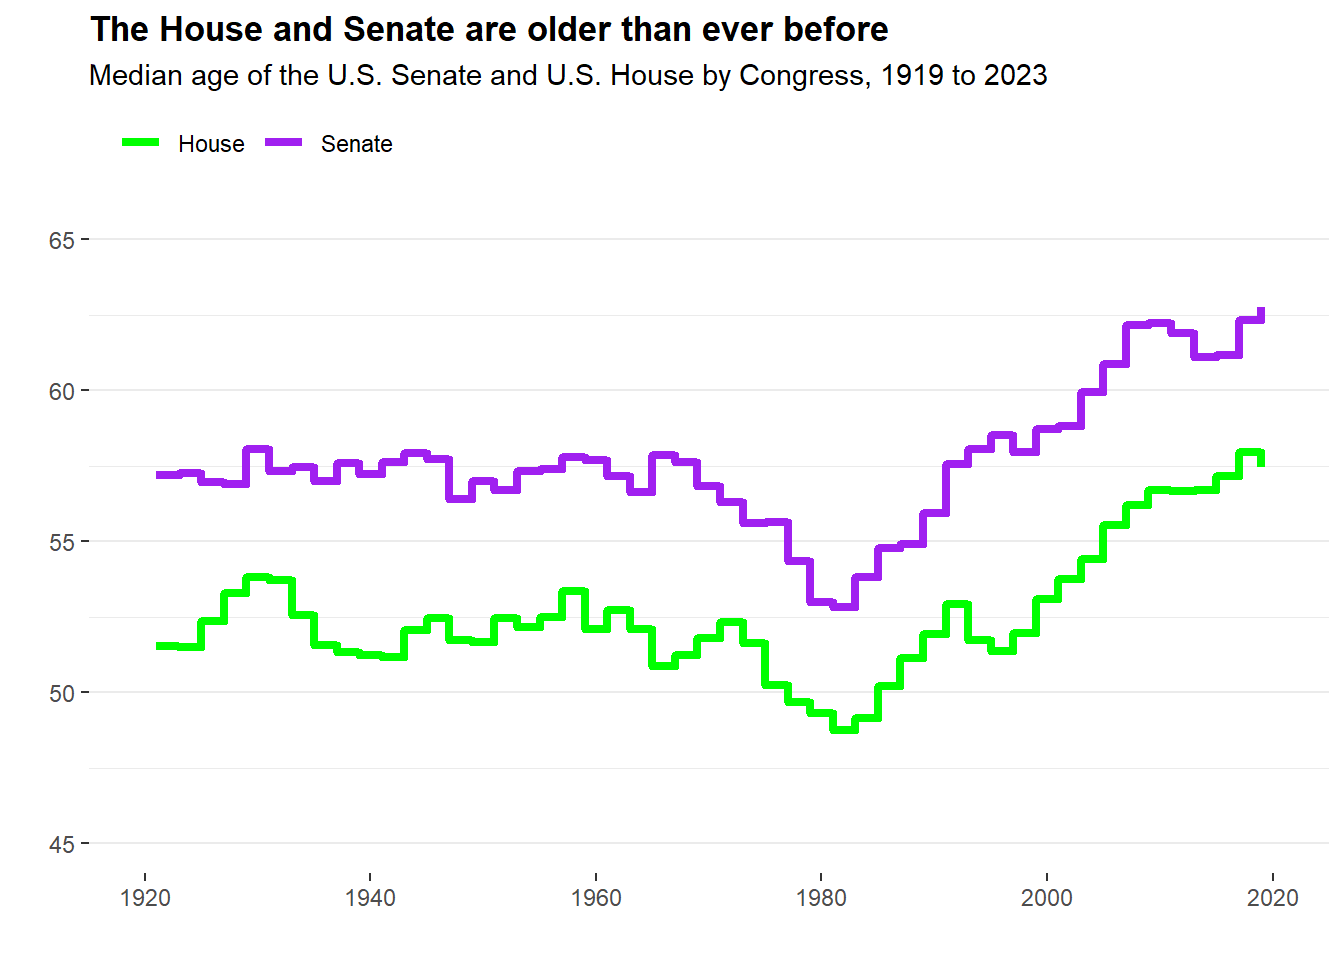 The House and Senate are older than ever before
Median age of the U.S. Senate and U.S. House by Congress, 1919 to 2023
House Senate
65
60
55
50
45
1920 1940 1960 1980 2000 2020